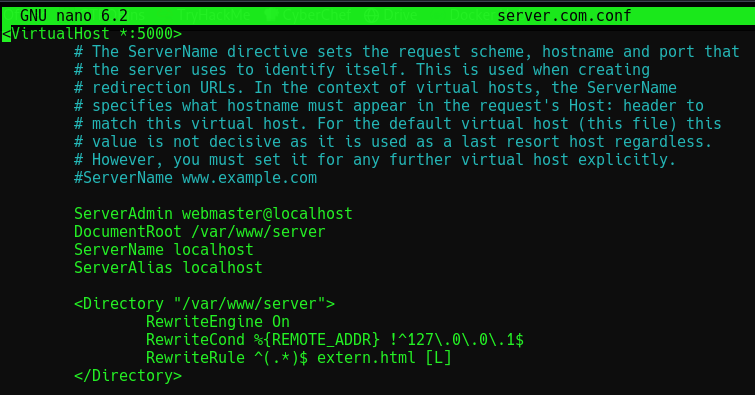 GNU nano 6.2 server.com.conf
<VirtualHost *:5000>
# The ServerName directive sets the request scheme, hostname and port that
# the server uses to identify itself. This is used when creating
# redirection URLs. In the context of virtual hosts, the ServerName
# specifies what hostname must appear in the request's Host: header to
# match this virtual host. For the default virtual host (this file) this
# value is not decisive as it is used as a last resort host regardless.
# However, you must set it for any further virtual host explicitly.
#ServerName www.example.com
ServerAdmin webmaster@localhost
DocumentRoot /var/www/server
ServerName localhost
ServerAlias localhost
<Directory "/var/www/server">
RewriteEngine On
RewriteCond %{REMOTE_ADDR} !^127\.0\.0\.1$
RewriteRule ^(.*)$ extern.html [L]
</Directory>